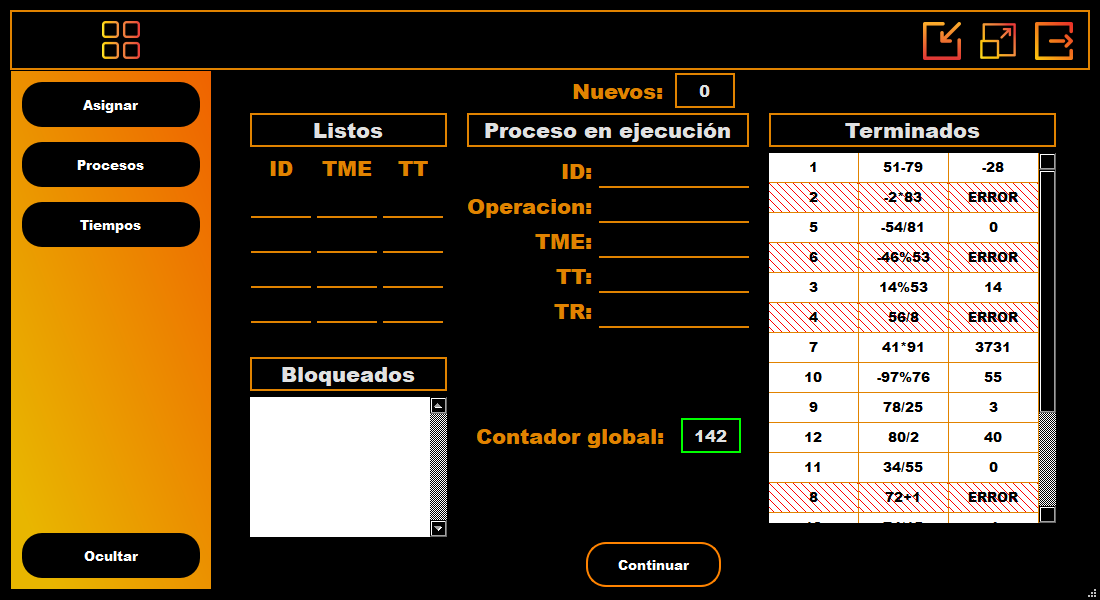 Asignar
Procesos
Tiempos
Ocultar
Nuevos: 0
Listos
ID TME TT
Bloqueados
Proceso en ejecución
ID:
Operacion:
TME:
TT:
TR:
Contador global: 142
Continuar
Terminados
1 51-79 -28
2 -2*83 ERROR
5 -54/81 0
6 -46%53 ERROR
3 14%53 14
4 56/8 ERROR
7 41*91 3731
10 -97%76 55
9 78/25 3
12 80/2 40
11 34/55 0
8 72+1 ERROR